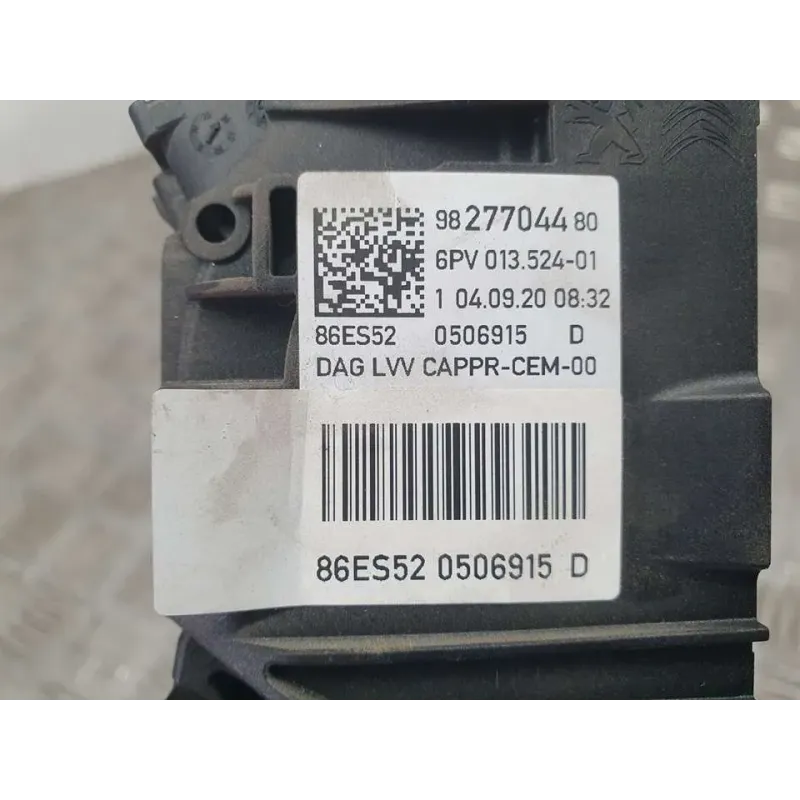 98 277044 80
6PV 013.524-01
1 04.09.20 08:32
86ES52 0506915 D
DAG LVV CAPPR-CEM-00
86ES52 0506915 D